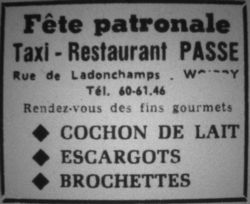 Fête patronale
Taxi - Restaurant PASSE
Rue de Ladonchamps .
Tél. 60-61.46
Rendez-vous des fins gourmets
◆ COCHON DE LAIT
◆ ESCARGOTS
◆ BROCHETTES